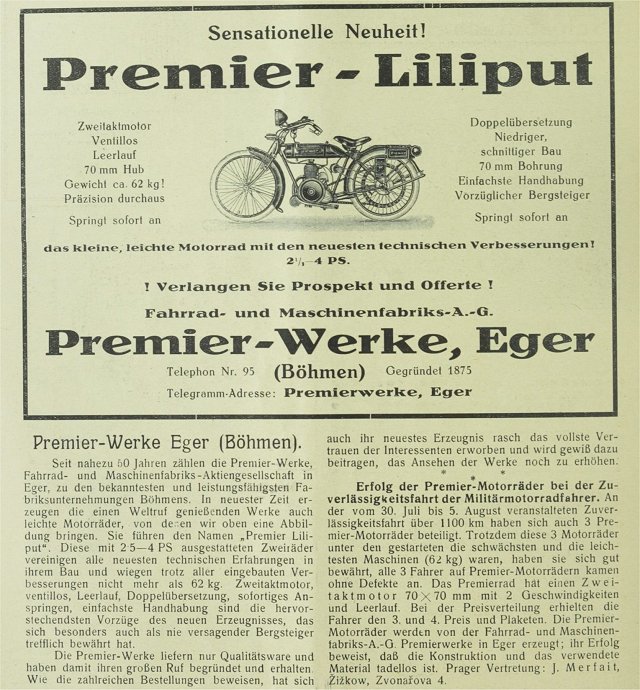 Sensationelle Neuheit!
Premier - Liliput
Zweitaktmotor
Ventillos
Leerlauf
70 mm Hub
Gewicht ca. 62 kg!
Präzision durchaus
Springt sofort an
Doppelübersetzung
Niedriger,
schnittiger Bau
70 mm Bohrung
Einfachste Handhabung
Vorzüglicher Bergsteiger
Springt sofort an
das kleine, leichte Motorrad mit den neuesten technischen Verbesserungen!
2½—4 PS.
! Verlangen Sie Prospekt und Offerte !
Fahrrad- und Maschinenfabriks-A.-G.
Premier-Werke, Eger
Telephon Nr. 95 (Böhmen) Gegründet 1875
Telegramm-Adresse: Premierwerke, Eger
Premier-Werke Eger (Böhmen).
Seit nahezu 50 Jahren zählen die Premier-Werke,
Fahrrad- und Maschinenfabriks-Aktiengesellschaft in
Eger, zu den bekanntesten und leistungsfähigsten Fa-
briksunternehmungen Böhmens. In neuester Zeit er-
zeugen die einen Weltruf genießenden Werke auch
leichte Motorräder, von denen wir oben eine Abbil-
dung bringen. Sie führen den Namen „Premier Lili-
put". Diese mit 2·5—4 PS ausgestatteten Zweiräder
vereinigen alle neuesten technischen Erfahrungen in
ihrem Bau und wiegen trotz aller eingebauten Ver-
besserungen nicht mehr als 62 kg. Zweitaktmotor,
ventillos, Leerlauf, Doppelübersetzung, sofortiges An-
springen, einfachste Handhabung sind die hervor-
stechendsten Vorzüge des neuen Erzeugnisses, das
sich besonders auch als nie versagender Bergsteiger
trefflich bewährt hat.
Die Premier-Werke liefern nur Qualitätsware und
haben damit ihren großen Ruf begründet und erhalten.
Wie die zahlreichen Bestellungen beweisen, hat sich
auch ihr neuestes Erzeugnis rasch das vollste Ver-
trauen der Interessenten erworben und wird gewiß dazu
beitragen, das Ansehen der Werke noch zu erhöhen.
* * *
Erfolg der Premier-Motorräder bei der Zu-
verlässigkeitsfahrt der Militärmotorradfahrer. An
der vom 30. Juli bis 5. August veranstalteten Zuver-
lässigkeitsfahrt über 1100 km haben sich auch 3 Pre-
mier-Motorräder beteiligt. Trotzdem diese 3 Motorräder
unter den gestarteten die schwächsten und die leich-
testen Maschinen (62 kg) waren, haben sie sich gut
bewährt, alle 3 Fahrer auf Premier-Motorrädern kamen
ohne Defekte an. Das Premierrad hat einen Zwei-
taktmotor 70×70 mm mit 2 Geschwindigkeiten
und Leerlauf. Bei der Preisverteilung erhielten die
Fahrer den 3. und 4. Preis und Plaketten. Die Premier-
Motorräder werden von der Fahrrad- und Maschinen-
fabriks-A.-G. Premierwerke in Eger erzeugt; ihr Erfolg
beweist, daß die Konstruktion und das verwendete
Material tadellos ist. Prager Vertretung: J. Merfait,
Žižkow, Zvonařova 4.